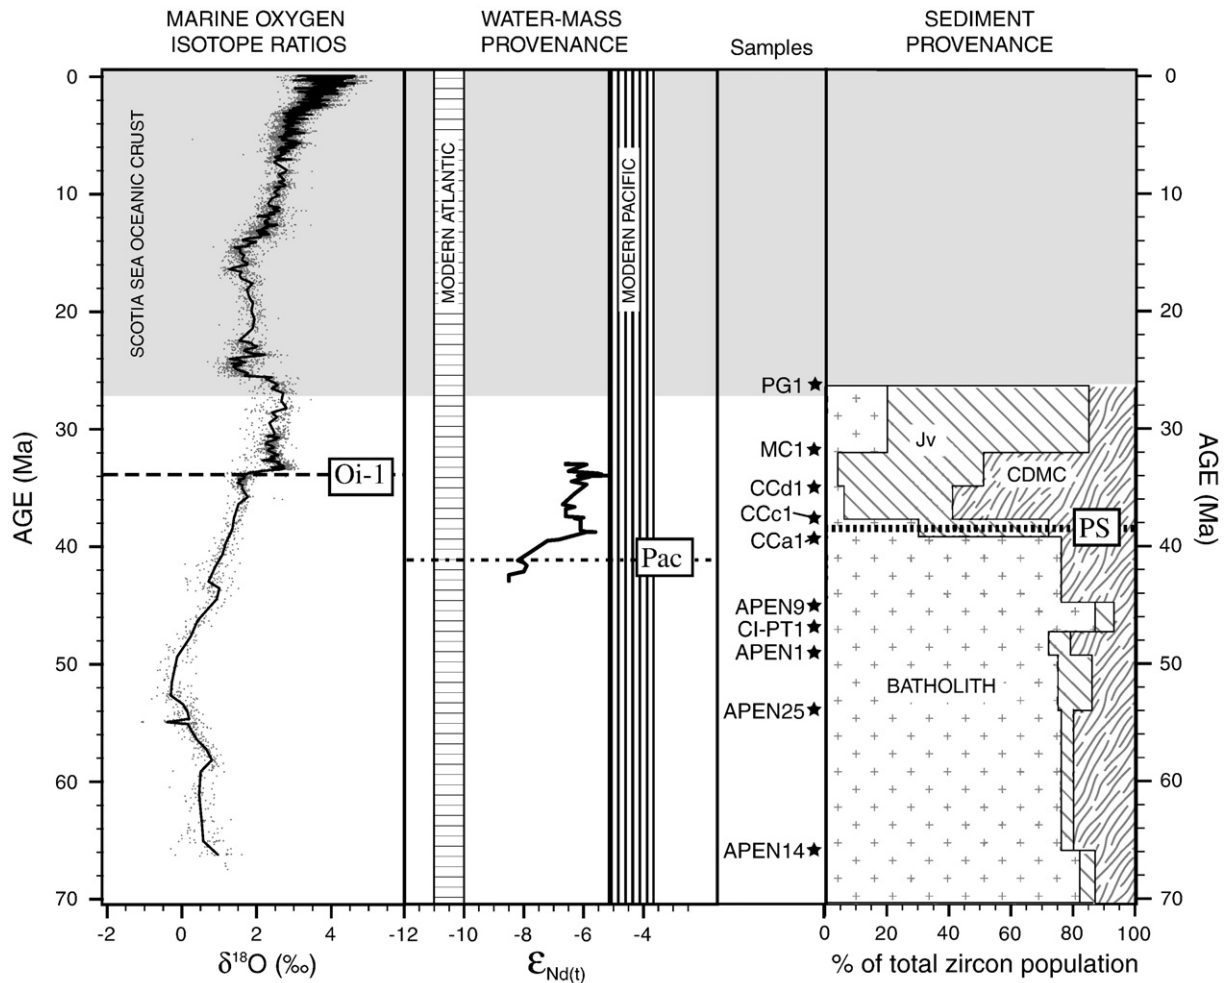 MARINE OXYGEN
ISOTOPE RATIOS
WATER-MASS
PROVENANCE
Samples
SEDIMENT
PROVENANCE
0
10
20
30
40
50
60
70
AGE (Ma)
SCOTIA SEA OCEANIC CRUST
Oi-1
MODERN ATLANTIC
MODERN PACIFIC
Pac
PG1
MC1
CCd1
CCc1
CCa1
APEN9
CI-PT1
APEN1
APEN25
APEN14
Jv
CDMC
PS
BATHOLITH
0
10
20
30
40
50
60
70
AGE (Ma)
-2 0 2 4 -12 -10 -8 -6 -4 0 20 40 60 80 100
δ¹⁸O (‰)
εNd(t)
% of total zircon population